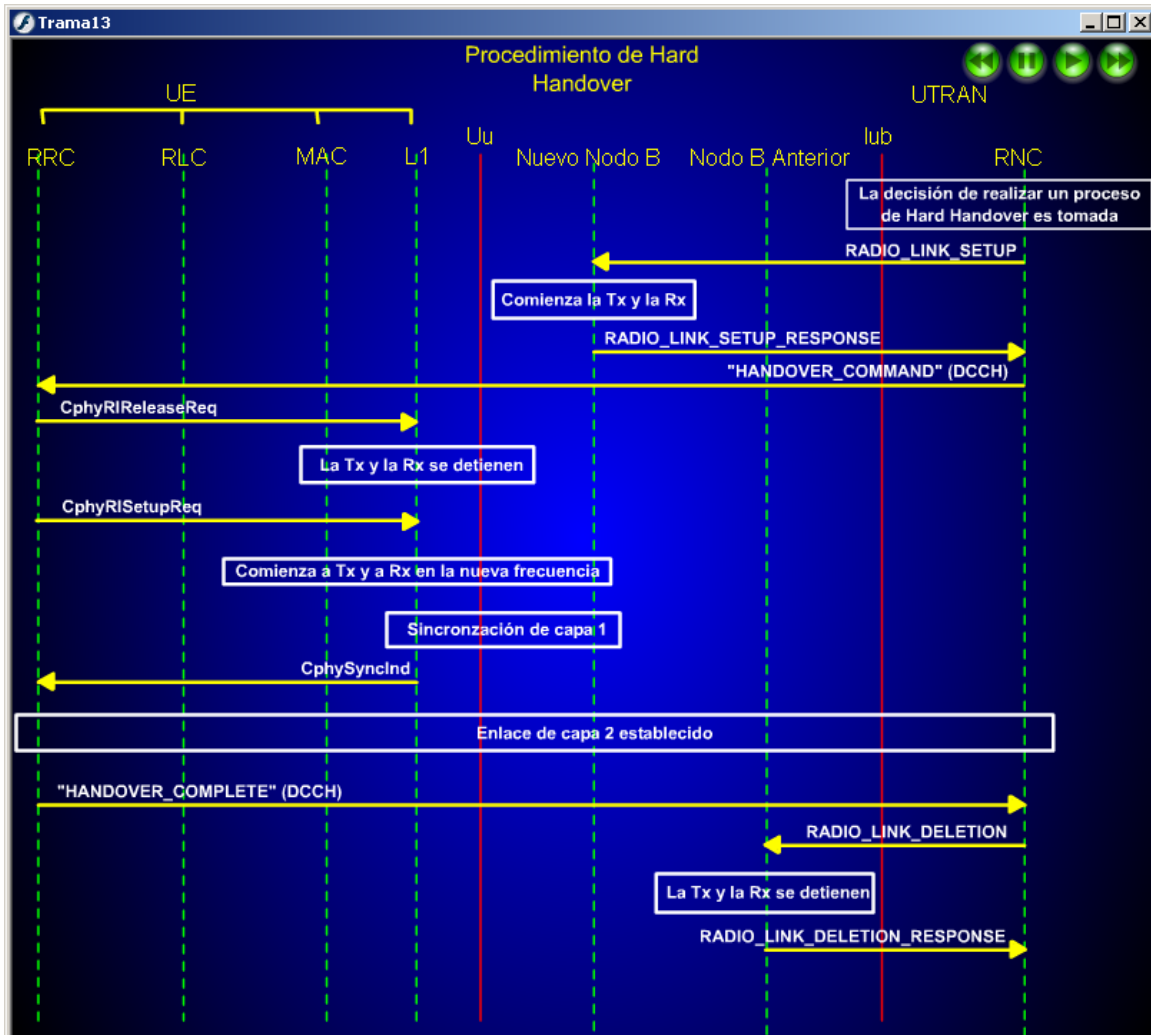 Trama13
Procedimiento de Hard
Handover
UE
UTRAN
Uu
Iub
RRC
RLC
MAC
L1
Nuevo Nodo B
Nodo B Anterior
RNC
La decisión de realizar un proceso
de Hard Handover es tomada
RADIO_LINK_SETUP
Comienza la Tx y la Rx
RADIO_LINK_SETUP_RESPONSE
"HANDOVER_COMMAND" (DCCH)
CphyRIReleaseReq
La Tx y la Rx se detienen
CphyRISetupReq
Comienza a Tx y a Rx en la nueva frecuencia
Sincronzación de capa 1
CphySyncInd
Enlace de capa 2 establecido
"HANDOVER_COMPLETE" (DCCH)
RADIO_LINK_DELETION
La Tx y la Rx se detienen
RADIO_LINK_DELETION_RESPONSE